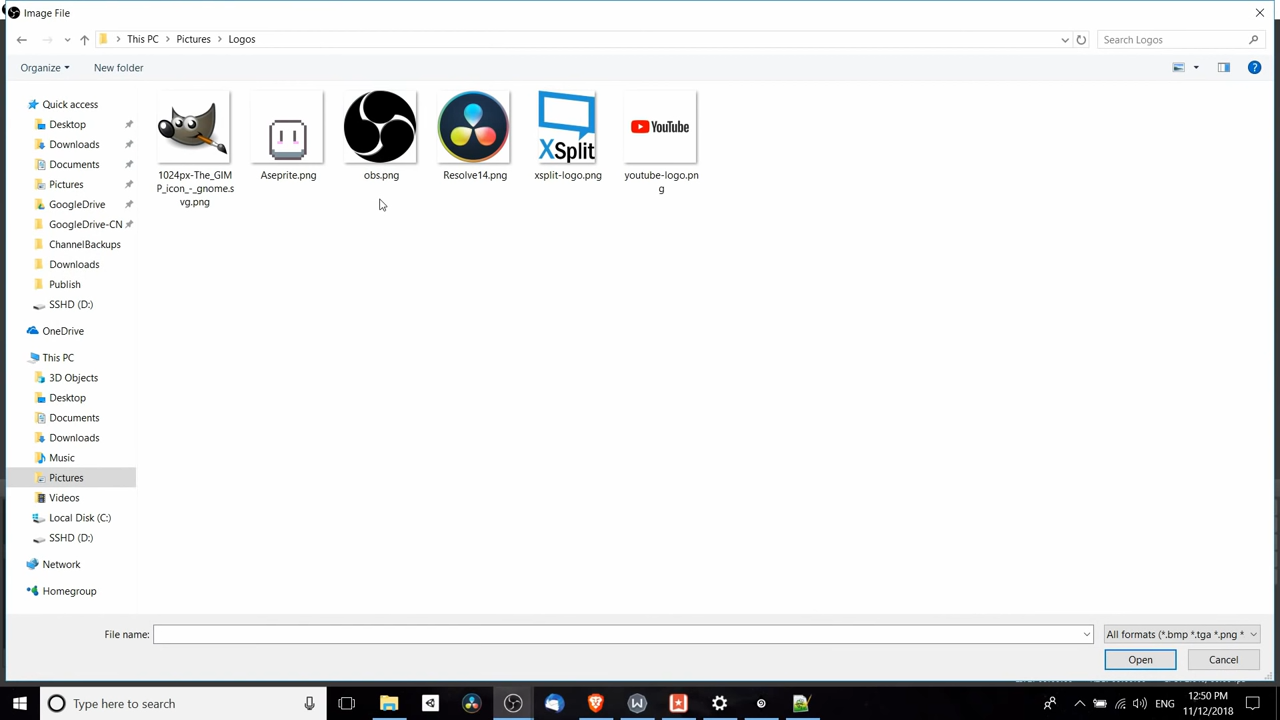 Image File
This PC
Pictures
Logos
Search Logos
Organize
New folder
Quick access
Desktop
Downloads
Documents
Pictures
GoogleDrive
GoogleDrive-CN
ChannelBackups
Downloads
Publish
SSHD (D:)
OneDrive
This PC
3D Objects
Desktop
Documents
Downloads
Music
Pictures
Videos
Local Disk (C:)
SSHD (D:)
Network
Homegroup
XSplit
YouTube
1024px-The_GIM
P_icon_-_gnome.s
vg.png
Aseprite.png
obs.png
Resolve14.png
xsplit-logo.png
youtube-logo.pn
g
File name:
All formats (*.bmp *.tga *.png *
Open
Cancel
Type here to search
ENG
12:50 PM
11/12/2018